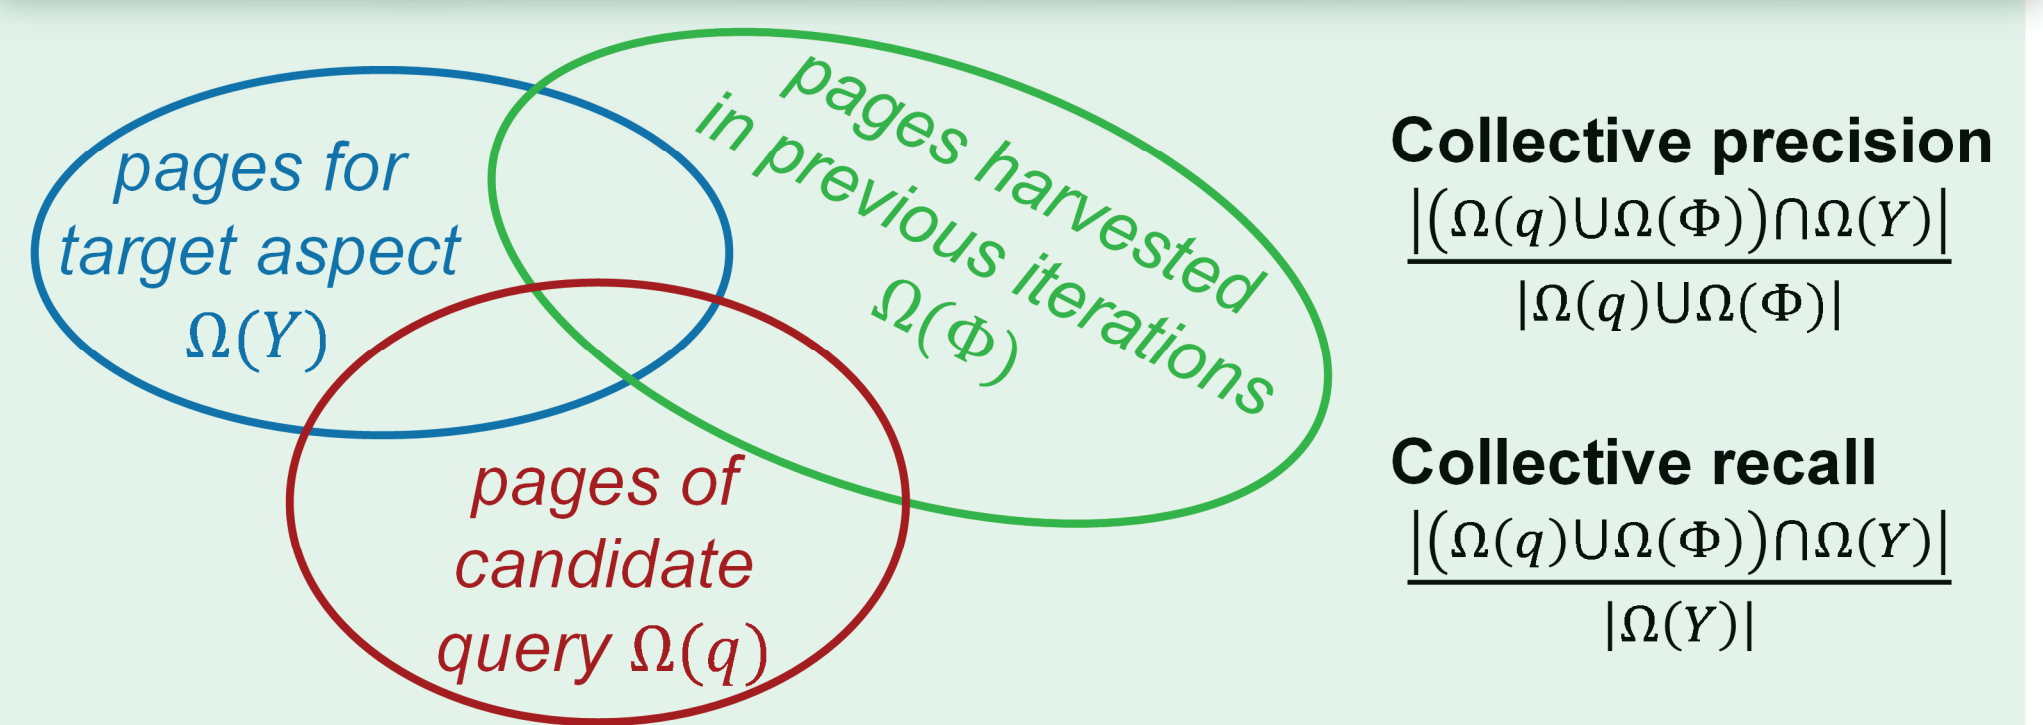 pages for
target aspect
Ω(Y)
pages harvested
in previous iterations
Ω(Φ)
pages of
candidate
query Ω(q)
Collective precision
|(Ω(q)∪Ω(Φ))∩Ω(Y)|
|Ω(q)∪Ω(Φ)|
Collective recall
|(Ω(q)∪Ω(Φ))∩Ω(Y)|
|Ω(Y)|